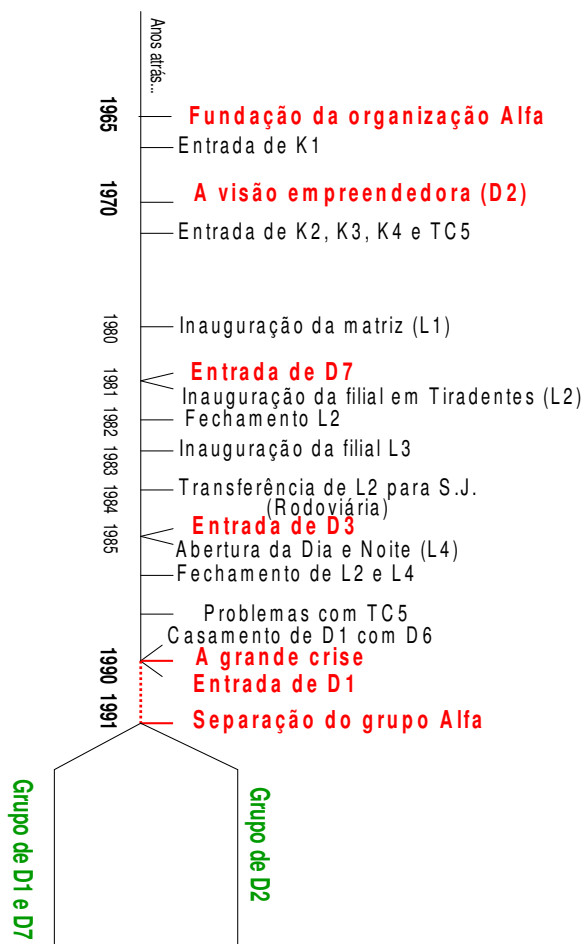 Anos atrás...
1965
Fundação da organização Alfa
Entrada de K1
1970
A visão empreendedora (D2)
Entrada de K2, K3, K4 e TC5
1980
Inauguração da matriz (L1)
1981
Entrada de D7
Inauguração da filial em Tiradentes (L2)
1982
Fechamento L2
1983
Inauguração da filial L3
1984
Transferência de L2 para S.J.
(Rodoviária)
1985
Entrada de D3
Abertura da Dia e Noite (L4)
Fechamento de L2 e L4
Problemas com TC5
Casamento de D1 com D6
1990
A grande crise
Entrada de D1
1991
Separação do grupo Alfa
Grupo de D1 e D7
Grupo de D2